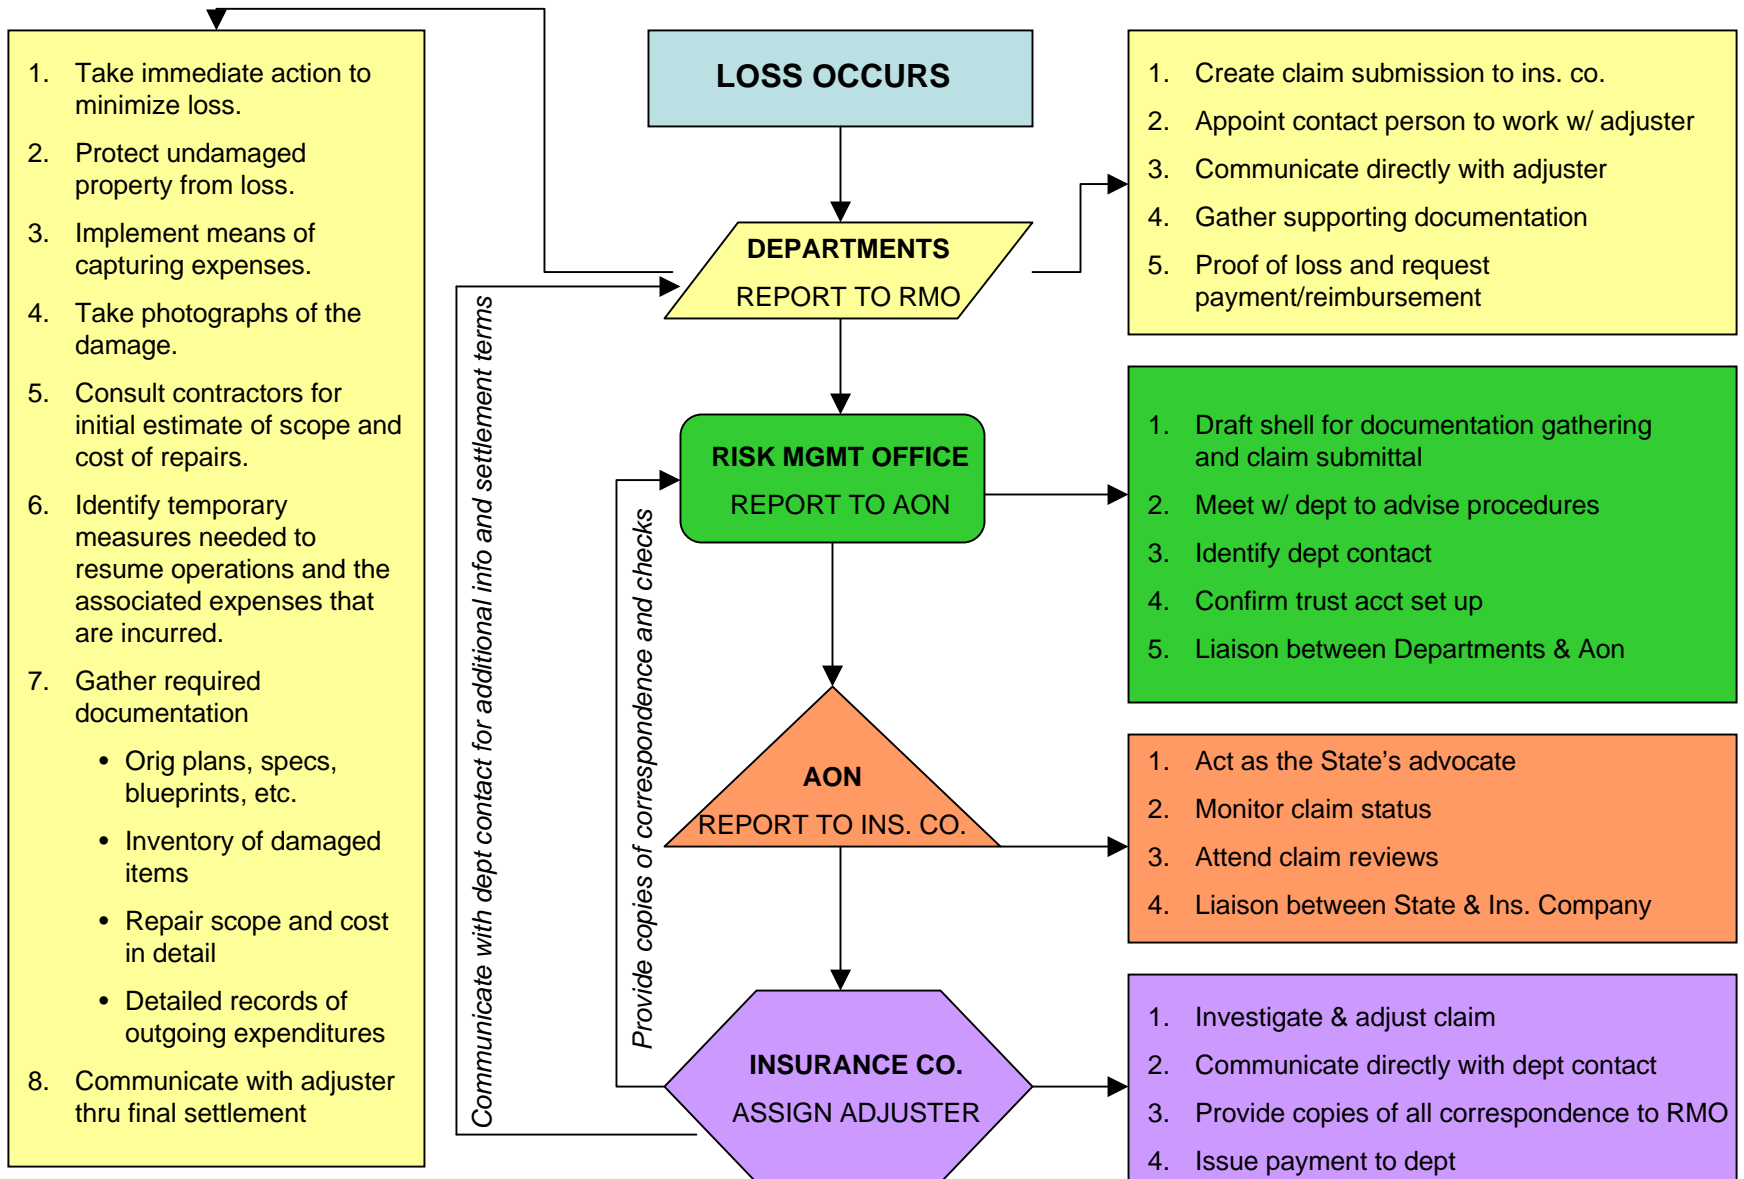 1. Take immediate action to
minimize loss.
2. Protect undamaged
property from loss.
3. Implement means of
capturing expenses.
4. Take photographs of the
damage.
5. Consult contractors for
initial estimate of scope and
cost of repairs.
6. Identify temporary
measures needed to
resume operations and the
associated expenses that
are incurred.
7. Gather required
documentation
• Orig plans, specs,
blueprints, etc.
• Inventory of damaged
items
• Repair scope and cost
in detail
• Detailed records of
outgoing expenditures
8. Communicate with adjuster
thru final settlement
Communicate with dept contact for additional info and settlement terms
Provide copies of correspondence and checks
LOSS OCCURS
DEPARTMENTS
REPORT TO RMO
RISK MGMT OFFICE
REPORT TO AON
AON
REPORT TO INS. CO.
INSURANCE CO.
ASSIGN ADJUSTER
1. Create claim submission to ins. co.
2. Appoint contact person to work w/ adjuster
3. Communicate directly with adjuster
4. Gather supporting documentation
5. Proof of loss and request
payment/reimbursement
1. Draft shell for documentation gathering
and claim submittal
2. Meet w/ dept to advise procedures
3. Identify dept contact
4. Confirm trust acct set up
5. Liaison between Departments & Aon
1. Act as the State’s advocate
2. Monitor claim status
3. Attend claim reviews
4. Liaison between State & Ins. Company
1. Investigate & adjust claim
2. Communicate directly with dept contact
3. Provide copies of all correspondence to RMO
4. Issue payment to dept